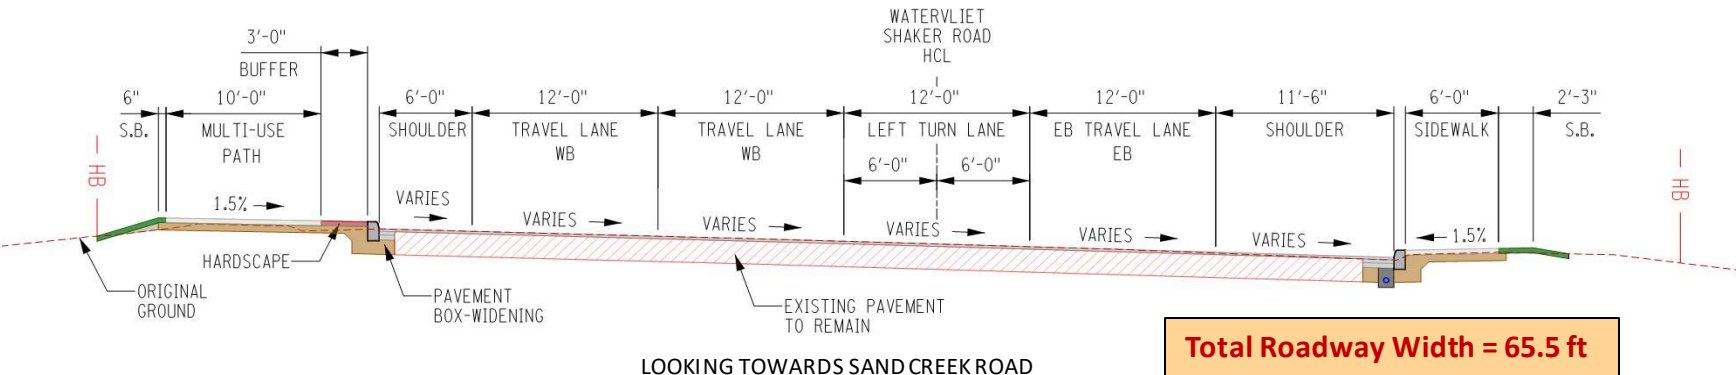 WATERVLIET
SHAKER ROAD
HCL
3'-0"
BUFFER
6" 10'-0" 6'-0" 12'-0" 12'-0" 12'-0" 12'-0" 11'-6" 6'-0" 2'-3"
S.B. MULTI-USE SHOULDER TRAVEL LANE TRAVEL LANE LEFT TURN LANE EB TRAVEL LANE SHOULDER SIDEWALK S.B.
PATH WB WB EB
6'-0" 6'-0"
HB HB
1.5% VARIES VARIES VARIES VARIES VARIES VARIES 1.5%
HARDSCAPE
ORIGINAL
GROUND
PAVEMENT
BOX-WIDENING
EXISTING PAVEMENT
TO REMAIN
LOOKING TOWARDS SAND CREEK ROAD
Total Roadway Width = 65.5 ft